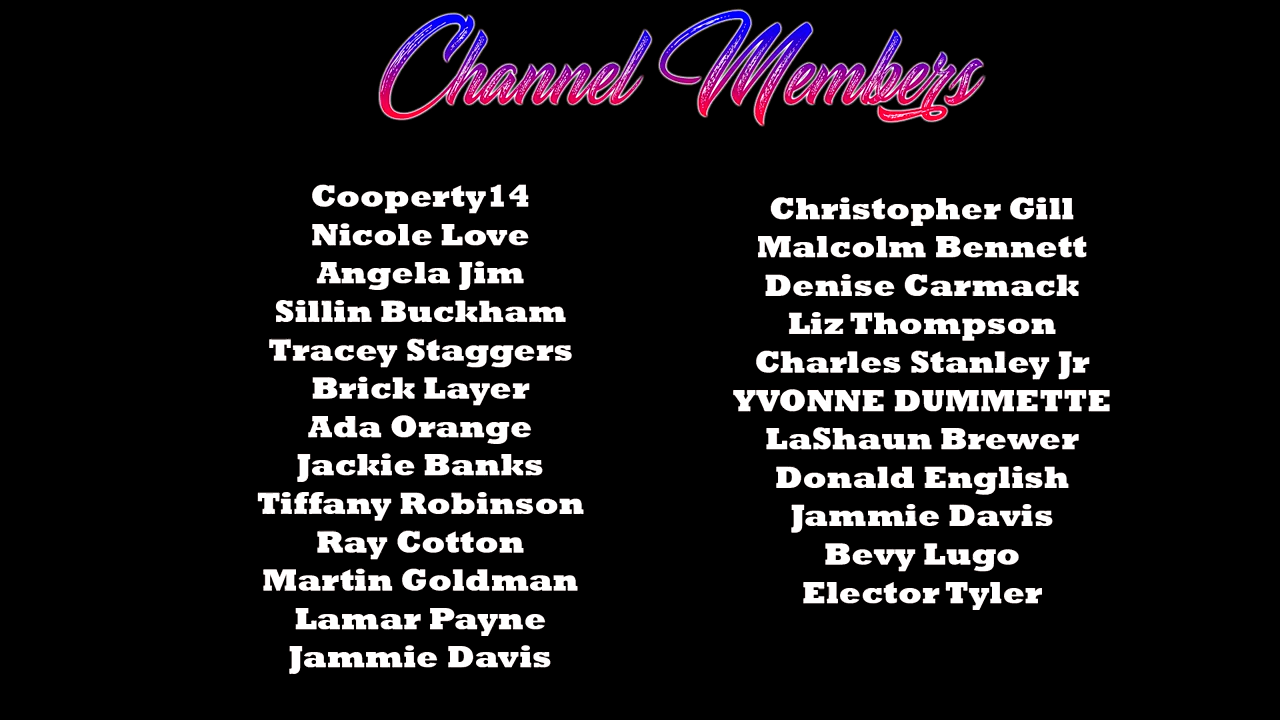 Channel Members
Cooperty14
Nicole Love
Angela Jim
Sillin Buckham
Tracey Staggers
Brick Layer
Ada Orange
Jackie Banks
Tiffany Robinson
Ray Cotton
Martin Goldman
Lamar Payne
Jammie Davis
Christopher Gill
Malcolm Bennett
Denise Carmack
Liz Thompson
Charles Stanley Jr
YVONNE DUMMETTE
LaShaun Brewer
Donald English
Jammie Davis
Bevy Lugo
Elector Tyler